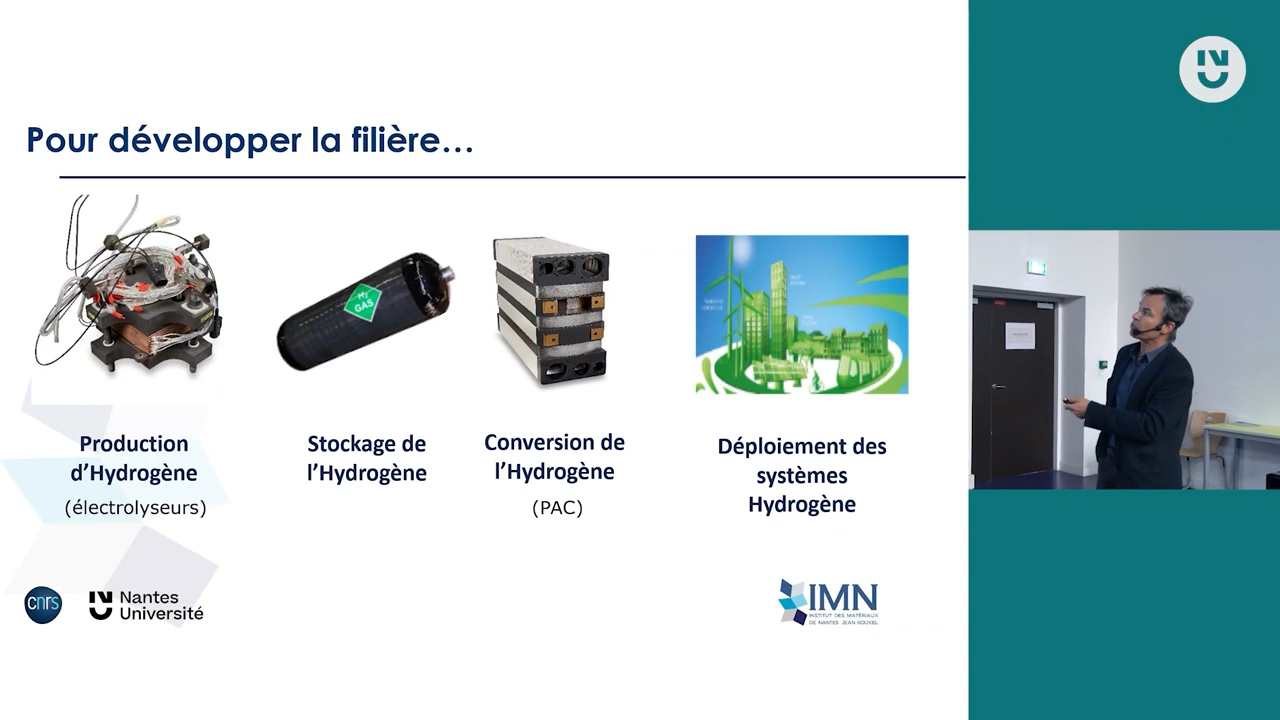 Pour développer la filière...
H₂
GAS
Production
d'Hydrogène
(électrolyseurs)
Stockage de
l'Hydrogène
Conversion de
l'Hydrogène
(PAC)
Déploiement des
systèmes
Hydrogène
cnrs
Nantes
Université
IMN
INSTITUT DES MATÉRIAUX
DE NANTES JEAN ROUXEL